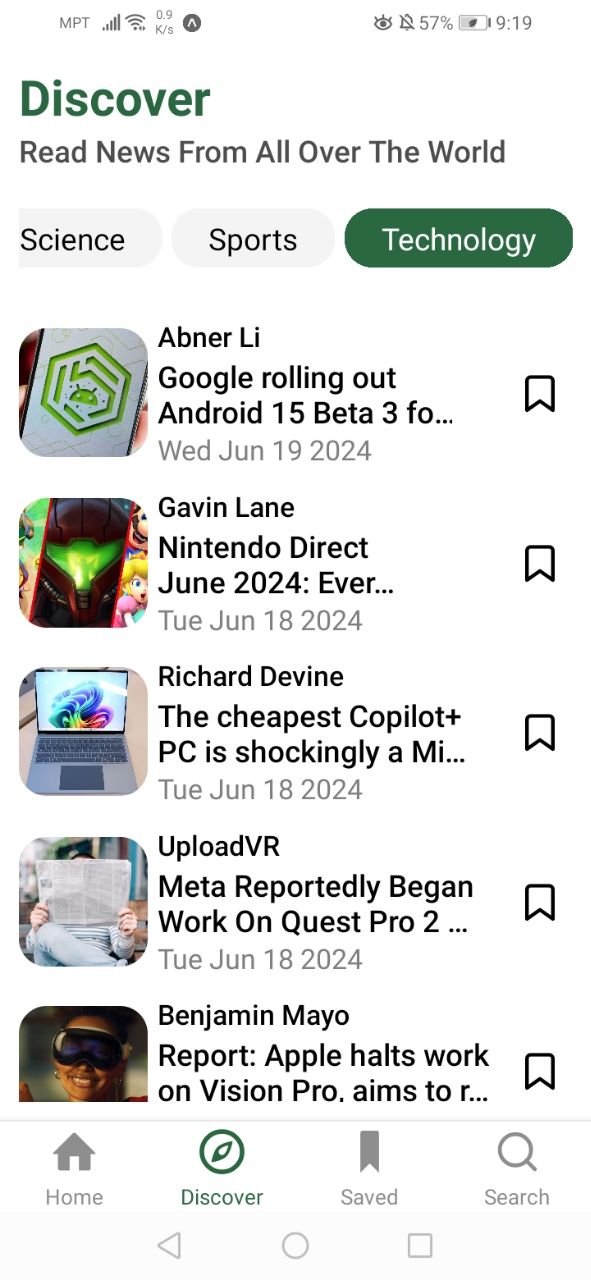 MPT 0.9 K/s 57% 9:19
Discover
Read News From All Over The World
Science Sports Technology
Abner Li
Google rolling out
Android 15 Beta 3 fo...
Wed Jun 19 2024
Gavin Lane
Nintendo Direct
June 2024: Ever...
Tue Jun 18 2024
Richard Devine
The cheapest Copilot+
PC is shockingly a Mi...
Tue Jun 18 2024
UploadVR
Meta Reportedly Began
Work On Quest Pro 2 ...
Tue Jun 18 2024
Benjamin Mayo
Report: Apple halts work
on Vision Pro, aims to r...
Home Discover Saved Search